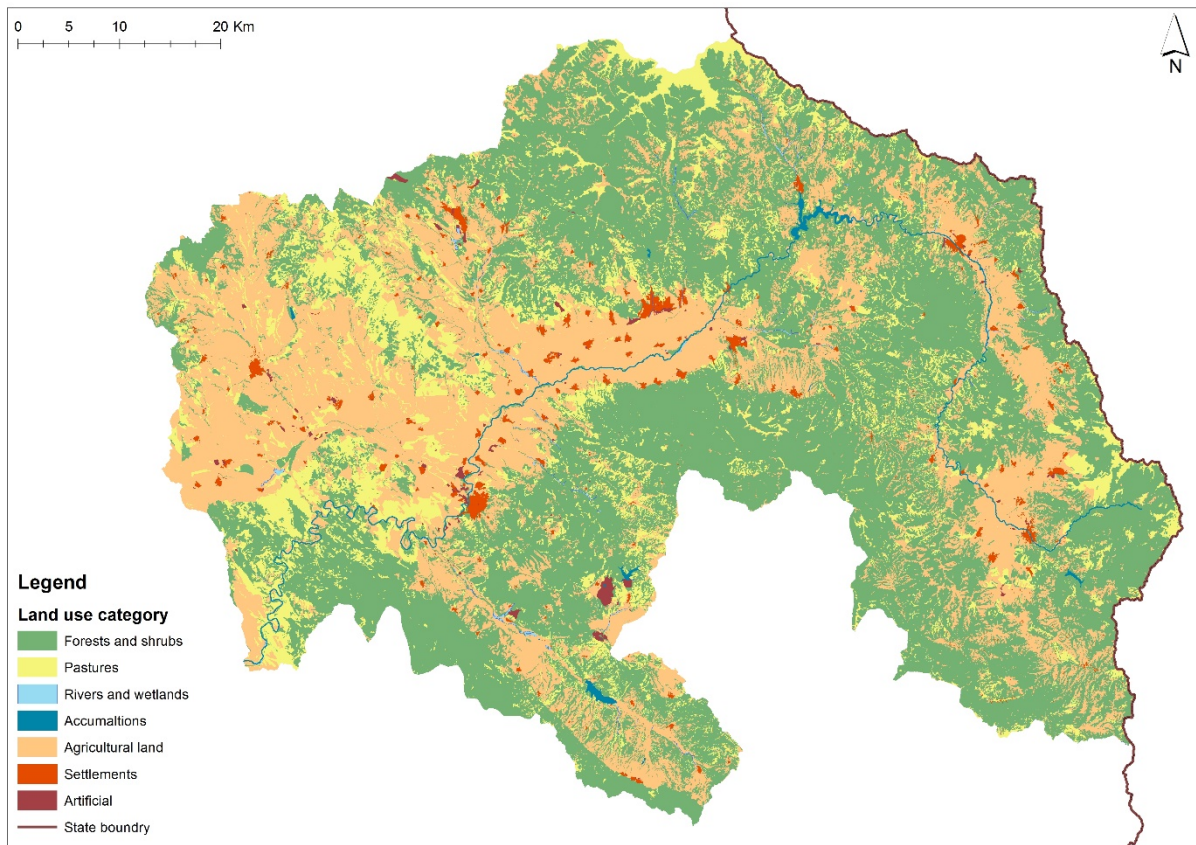 0 5 10 20 Km
N
Legend
Land use category
Forests and shrubs
Pastures
Rivers and wetlands
Accumaltions
Agricultural land
Settlements
Artificial
State boundry